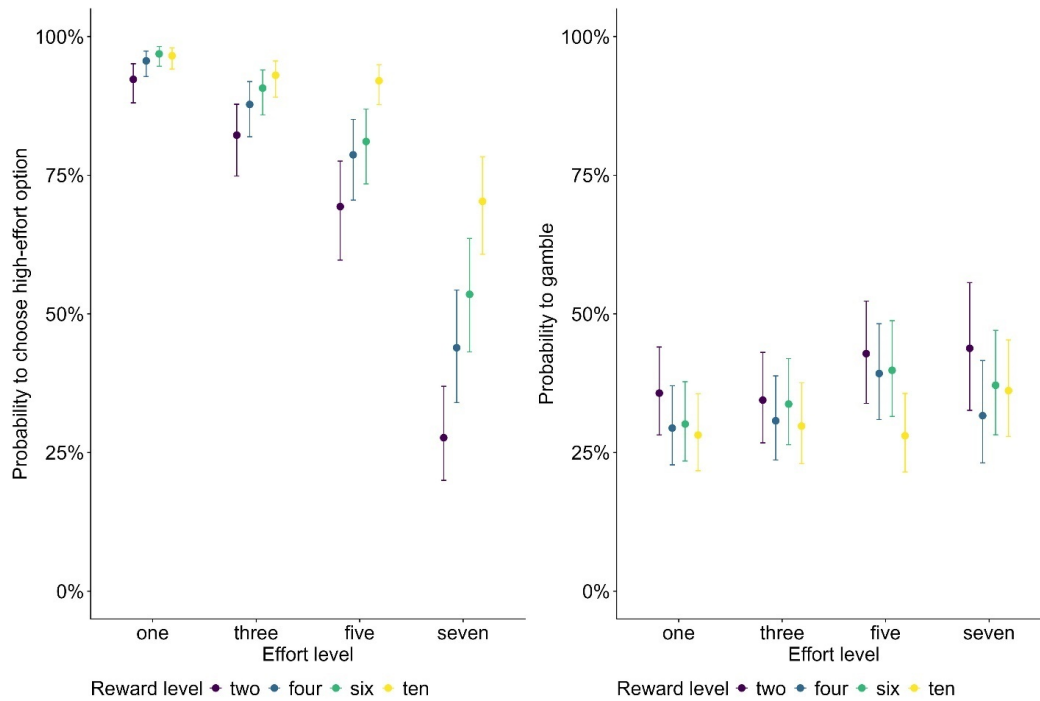 Probability to choose high-effort option
100%
75%
50%
25%
0%
one three five seven
Effort level
Reward level two four six ten
Probability to gamble
100%
75%
50%
25%
0%
one three five seven
Effort level
Reward level two four six ten